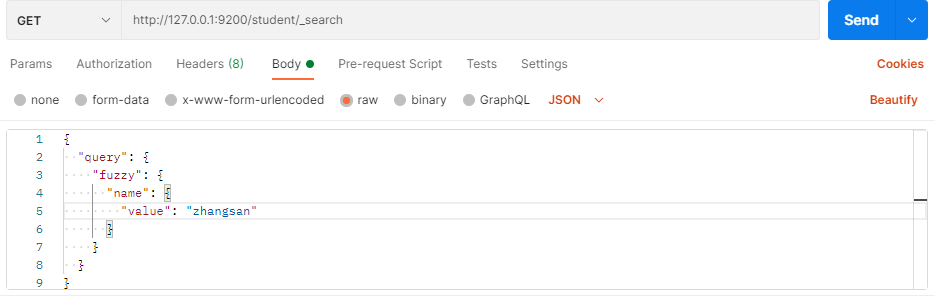 GET http://127.0.0.1:9200/student/_search Send
Params Authorization Headers (8) Body Pre-request Script Tests Settings Cookies
none form-data x-www-form-urlencoded raw binary GraphQL JSON Beautify
1 {
2 "query": {
3 "fuzzy": {
4 "name": {
5 "value": "zhangsan"
6 }
7 }
8 }
9 }